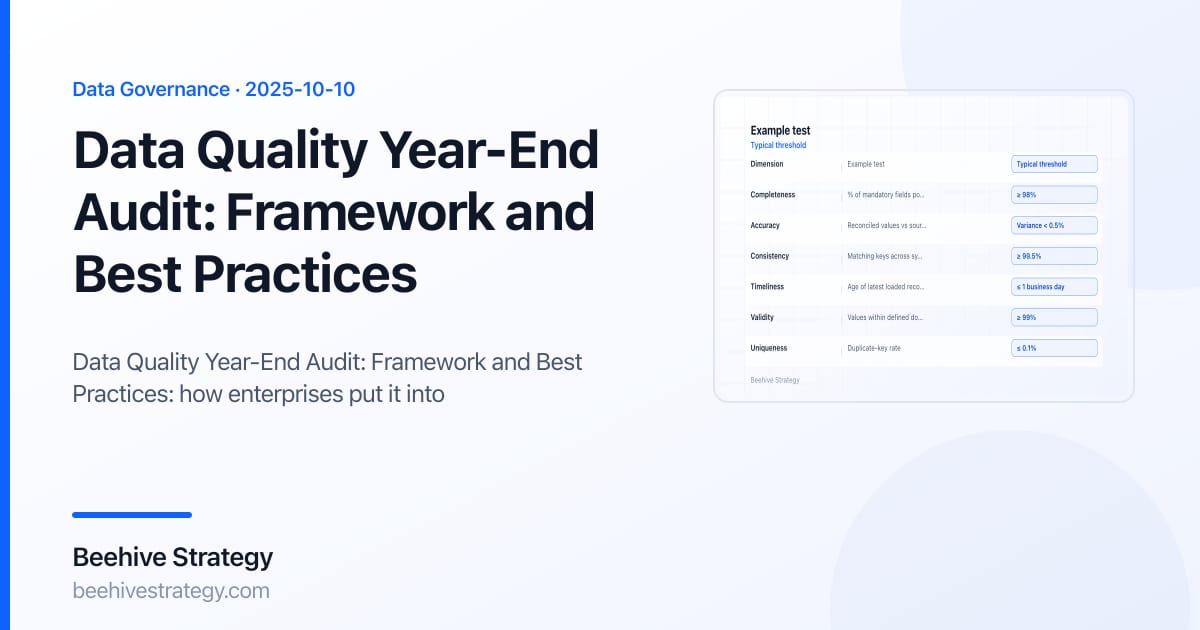 Data Governance · 2025-10-10
Data Quality Year-End
Audit: Framework and
Best Practices
Data Quality Year-End Audit: Framework and Best
Practices: how enterprises put it into
Beehive Strategy
beehivestrategy.com
Example test
Typical threshold
Dimension Example test Typical threshold
Completeness % of mandatory fields po... ≥ 98%
Accuracy Reconciled values vs sour... Variance < 0.5%
Consistency Matching keys across sy... ≥ 99.5%
Timeliness Age of latest loaded reco... ≤ 1 business day
Validity Values within defined do... ≥ 99%
Uniqueness Duplicate-key rate ≤ 0.1%
Beehive Strategy